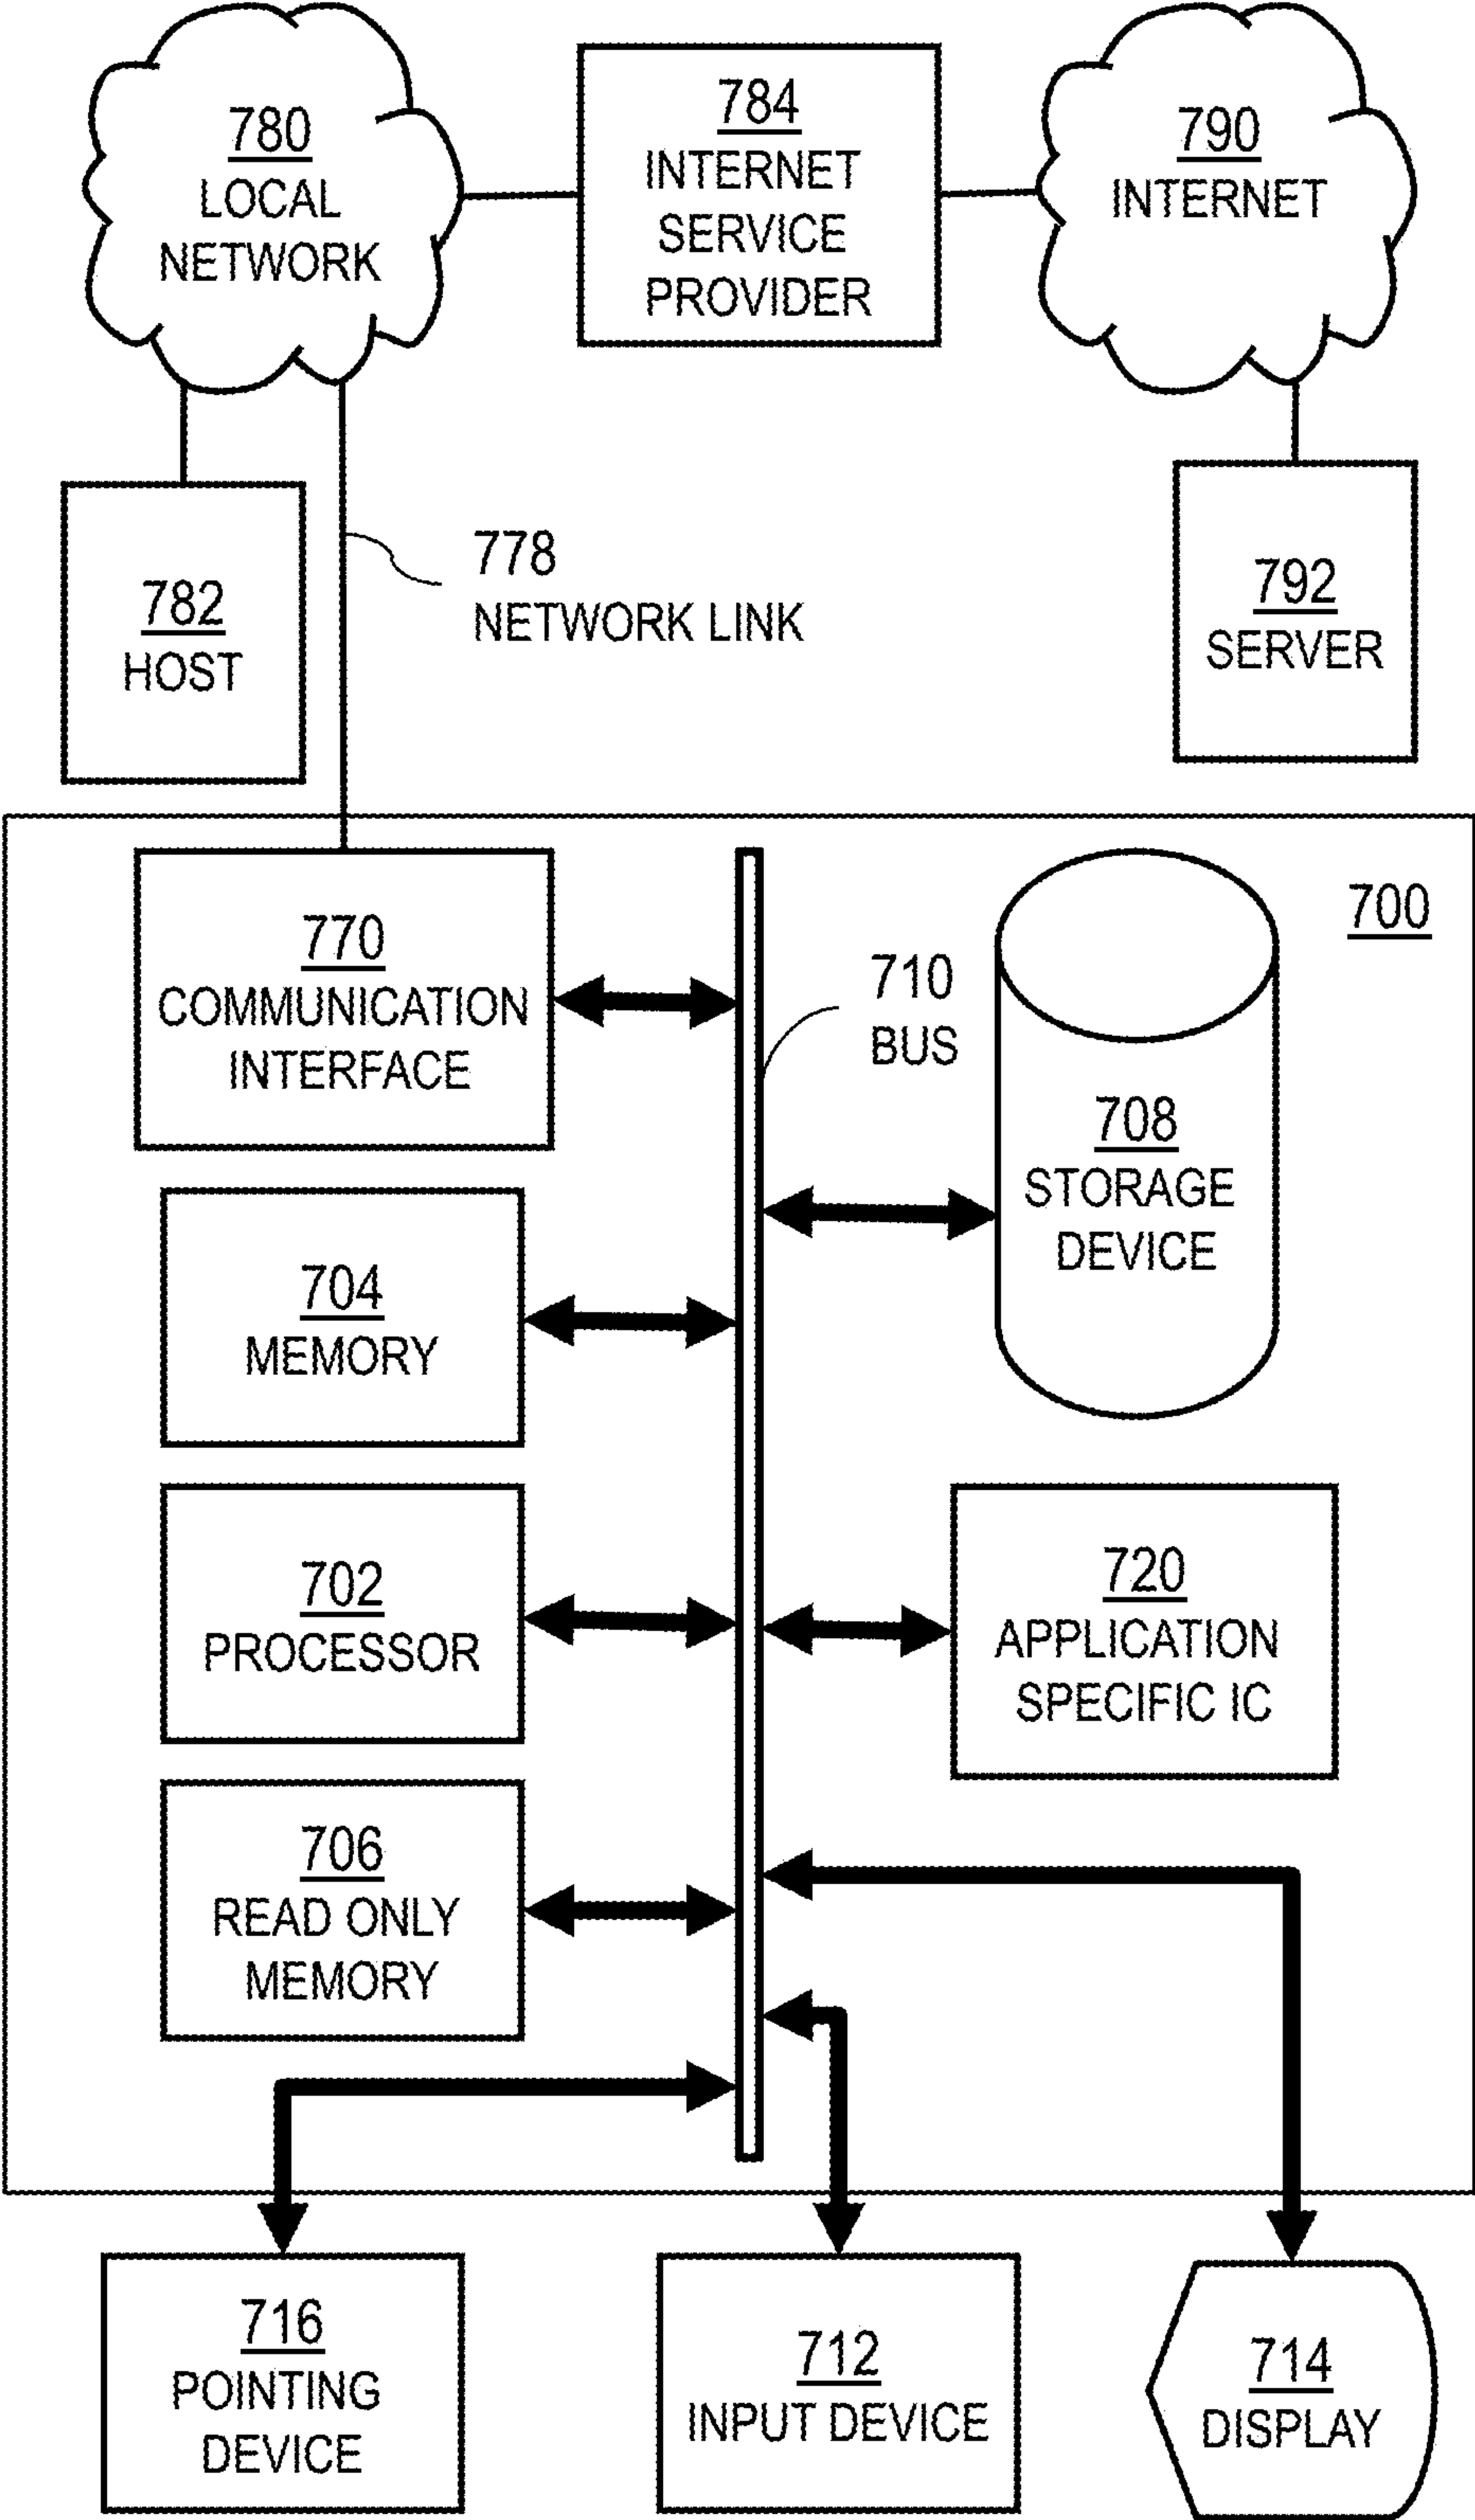 780
LOCAL
NETWORK
784
INTERNET
SERVICE
PROVIDER
790
INTERNET
782
HOST
778
NETWORK LINK
792
SERVER
700
770
COMMUNICATION
INTERFACE
710
BUS
708
STORAGE
DEVICE
704
MEMORY
702
PROCESSOR
720
APPLICATION
SPECIFIC IC
706
READ ONLY
MEMORY
716
POINTING
DEVICE
712
INPUT DEVICE
714
DISPLAY